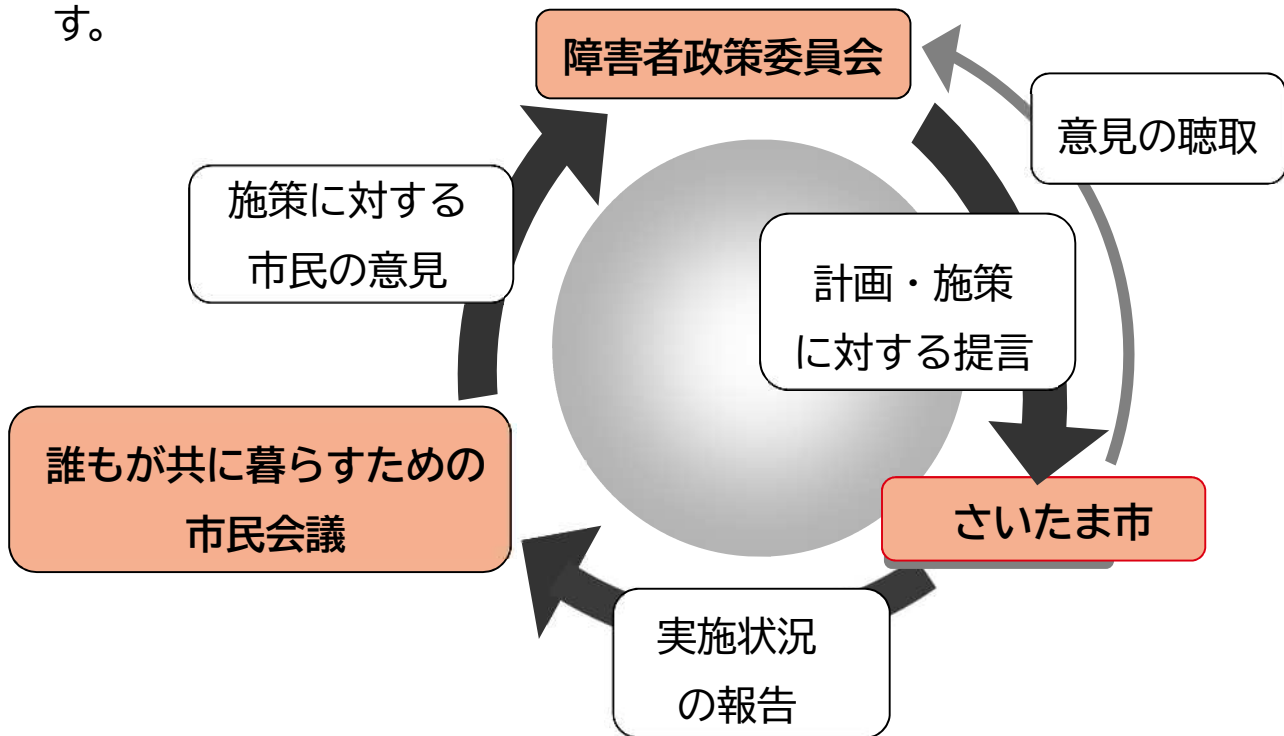 す。
障害者政策委員会
意見の聴取
施策に対する
市民の意見
計画・施策
に対する提言
誰もが共に暮らすための
市民会議
さいたま市
実施状況
の報告